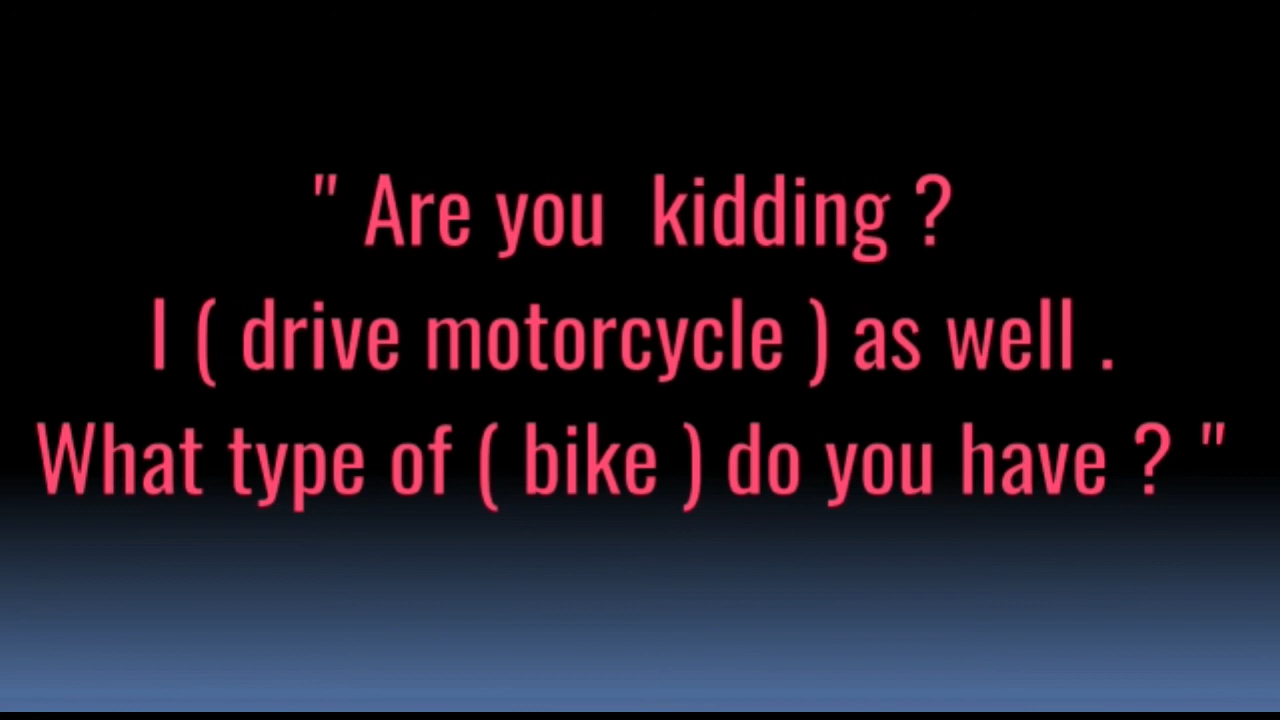 " Are you  kidding ?
I ( drive motorcycle ) as well .
What type of ( bike ) do you have ? "